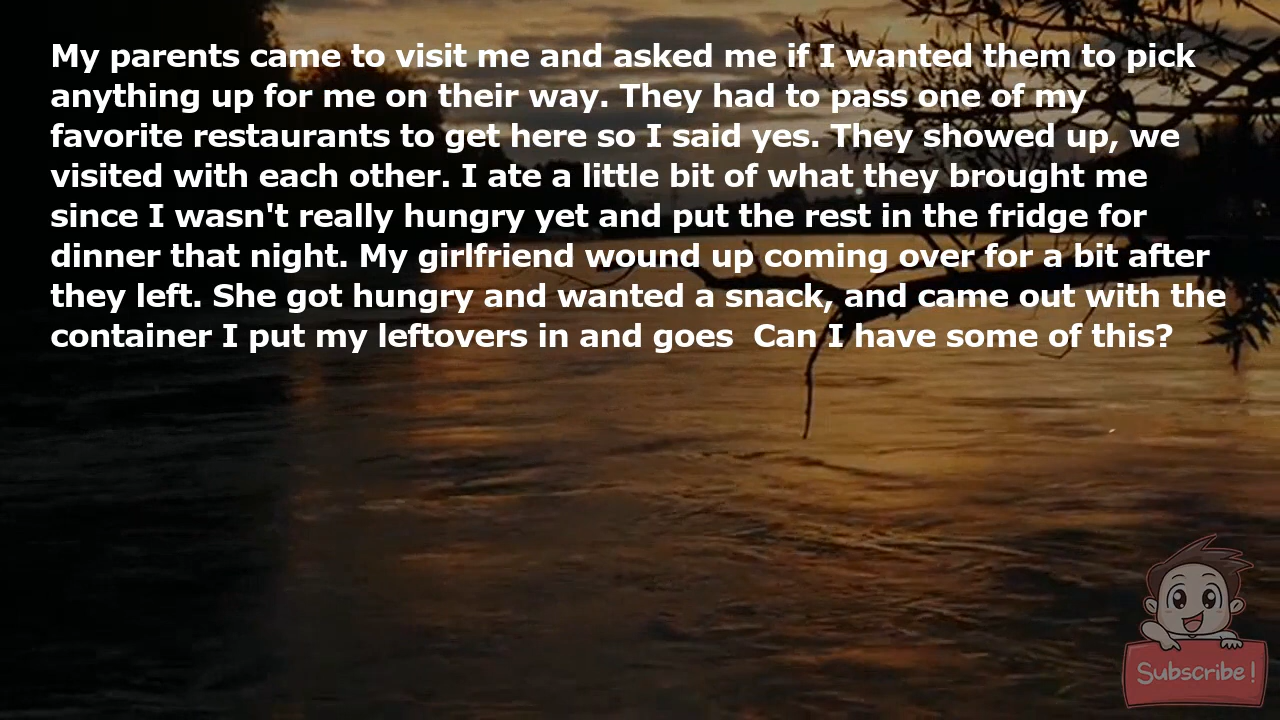 My parents came to visit me and asked me if I wanted them to pick
anything up for me on their way. They had to pass one of my
favorite restaurants to get here so I said yes. They showed up, we
visited with each other. I ate a little bit of what they brought me
since I wasn't really hungry yet and put the rest in the fridge for
dinner that night. My girlfriend wound up coming over for a bit after
they left. She got hungry and wanted a snack, and came out with the
container I put my leftovers in and goes  Can I have some of this?
Subscribe!